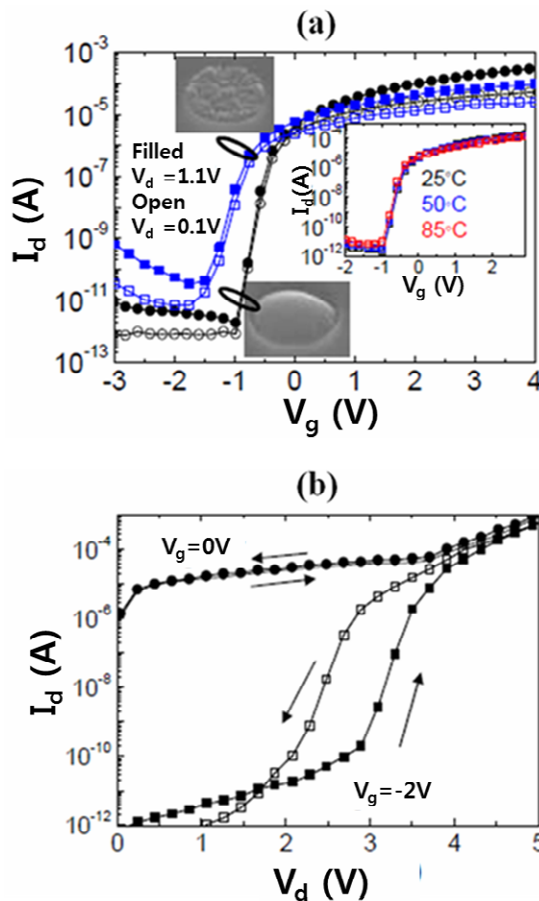 (a)
10⁻³
10⁻⁵
10⁻⁷
10⁻⁹
10⁻¹¹
10⁻¹³
I_d (A)
Filled
V_d =1.1V
Open
V_d =0.1V
10⁻⁴
10⁻⁶
10⁻⁸
10⁻¹⁰
10⁻¹²
I_d(A)
25°C
50°C
85°C
-2 -1 0 1 2
V_g (V)
-3 -2 -1 0 1 2 3 4
V_g (V)
(b)
10⁻⁴
10⁻⁶
10⁻⁸
10⁻¹⁰
10⁻¹²
I_d (A)
V_g=0V
V_g=-2V
0 1 2 3 4 5
V_d (V)